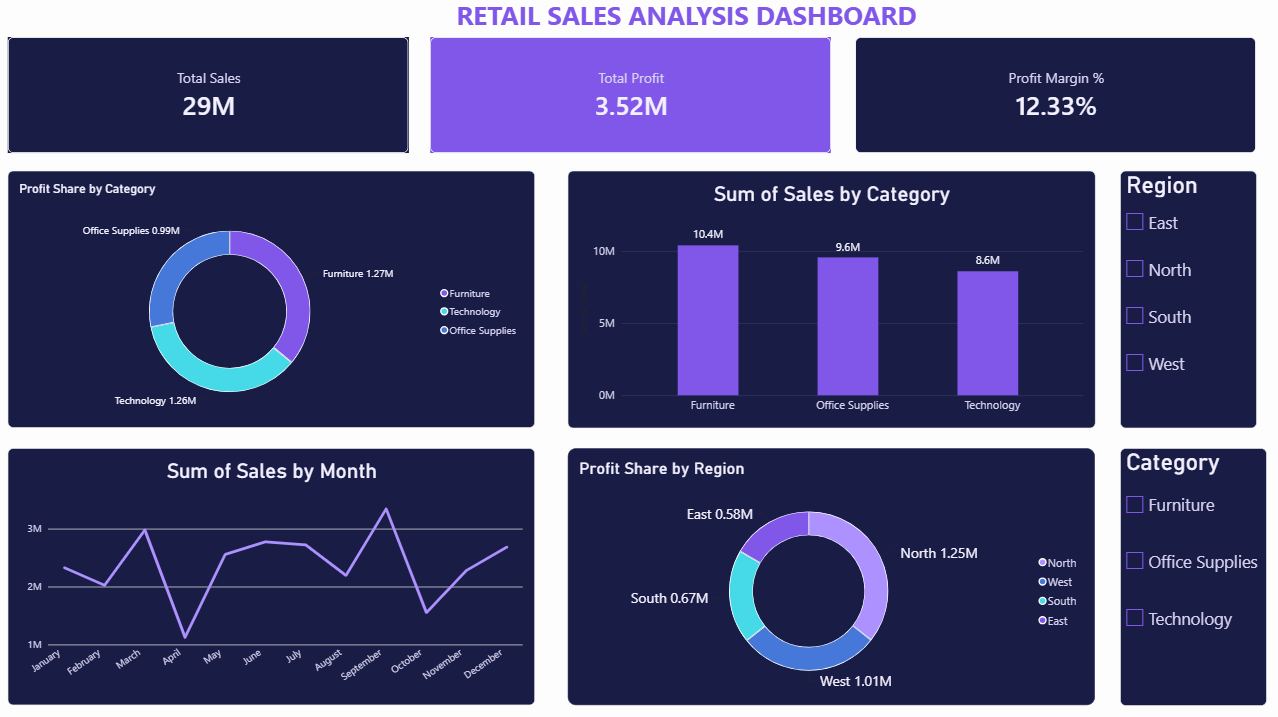 RETAIL SALES ANALYSIS DASHBOARD
Total Sales
29M
Total Profit
3.52M
Profit Margin %
12.33%
Profit Share by Category
Office Supplies 0.99M
Furniture 1.27M
Technology 1.26M
Furniture
Technology
Office Supplies
Sum of Sales by Category
10M
5M
0M
10.4M
9.6M
8.6M
Furniture
Office Supplies
Technology
Region
East
North
South
West
Sum of Sales by Month
3M
2M
1M
January
February
March
April
May
June
July
August
September
October
November
December
Profit Share by Region
East 0.58M
North 1.25M
South 0.67M
West 1.01M
North
West
South
East
Category
Furniture
Office Supplies
Technology